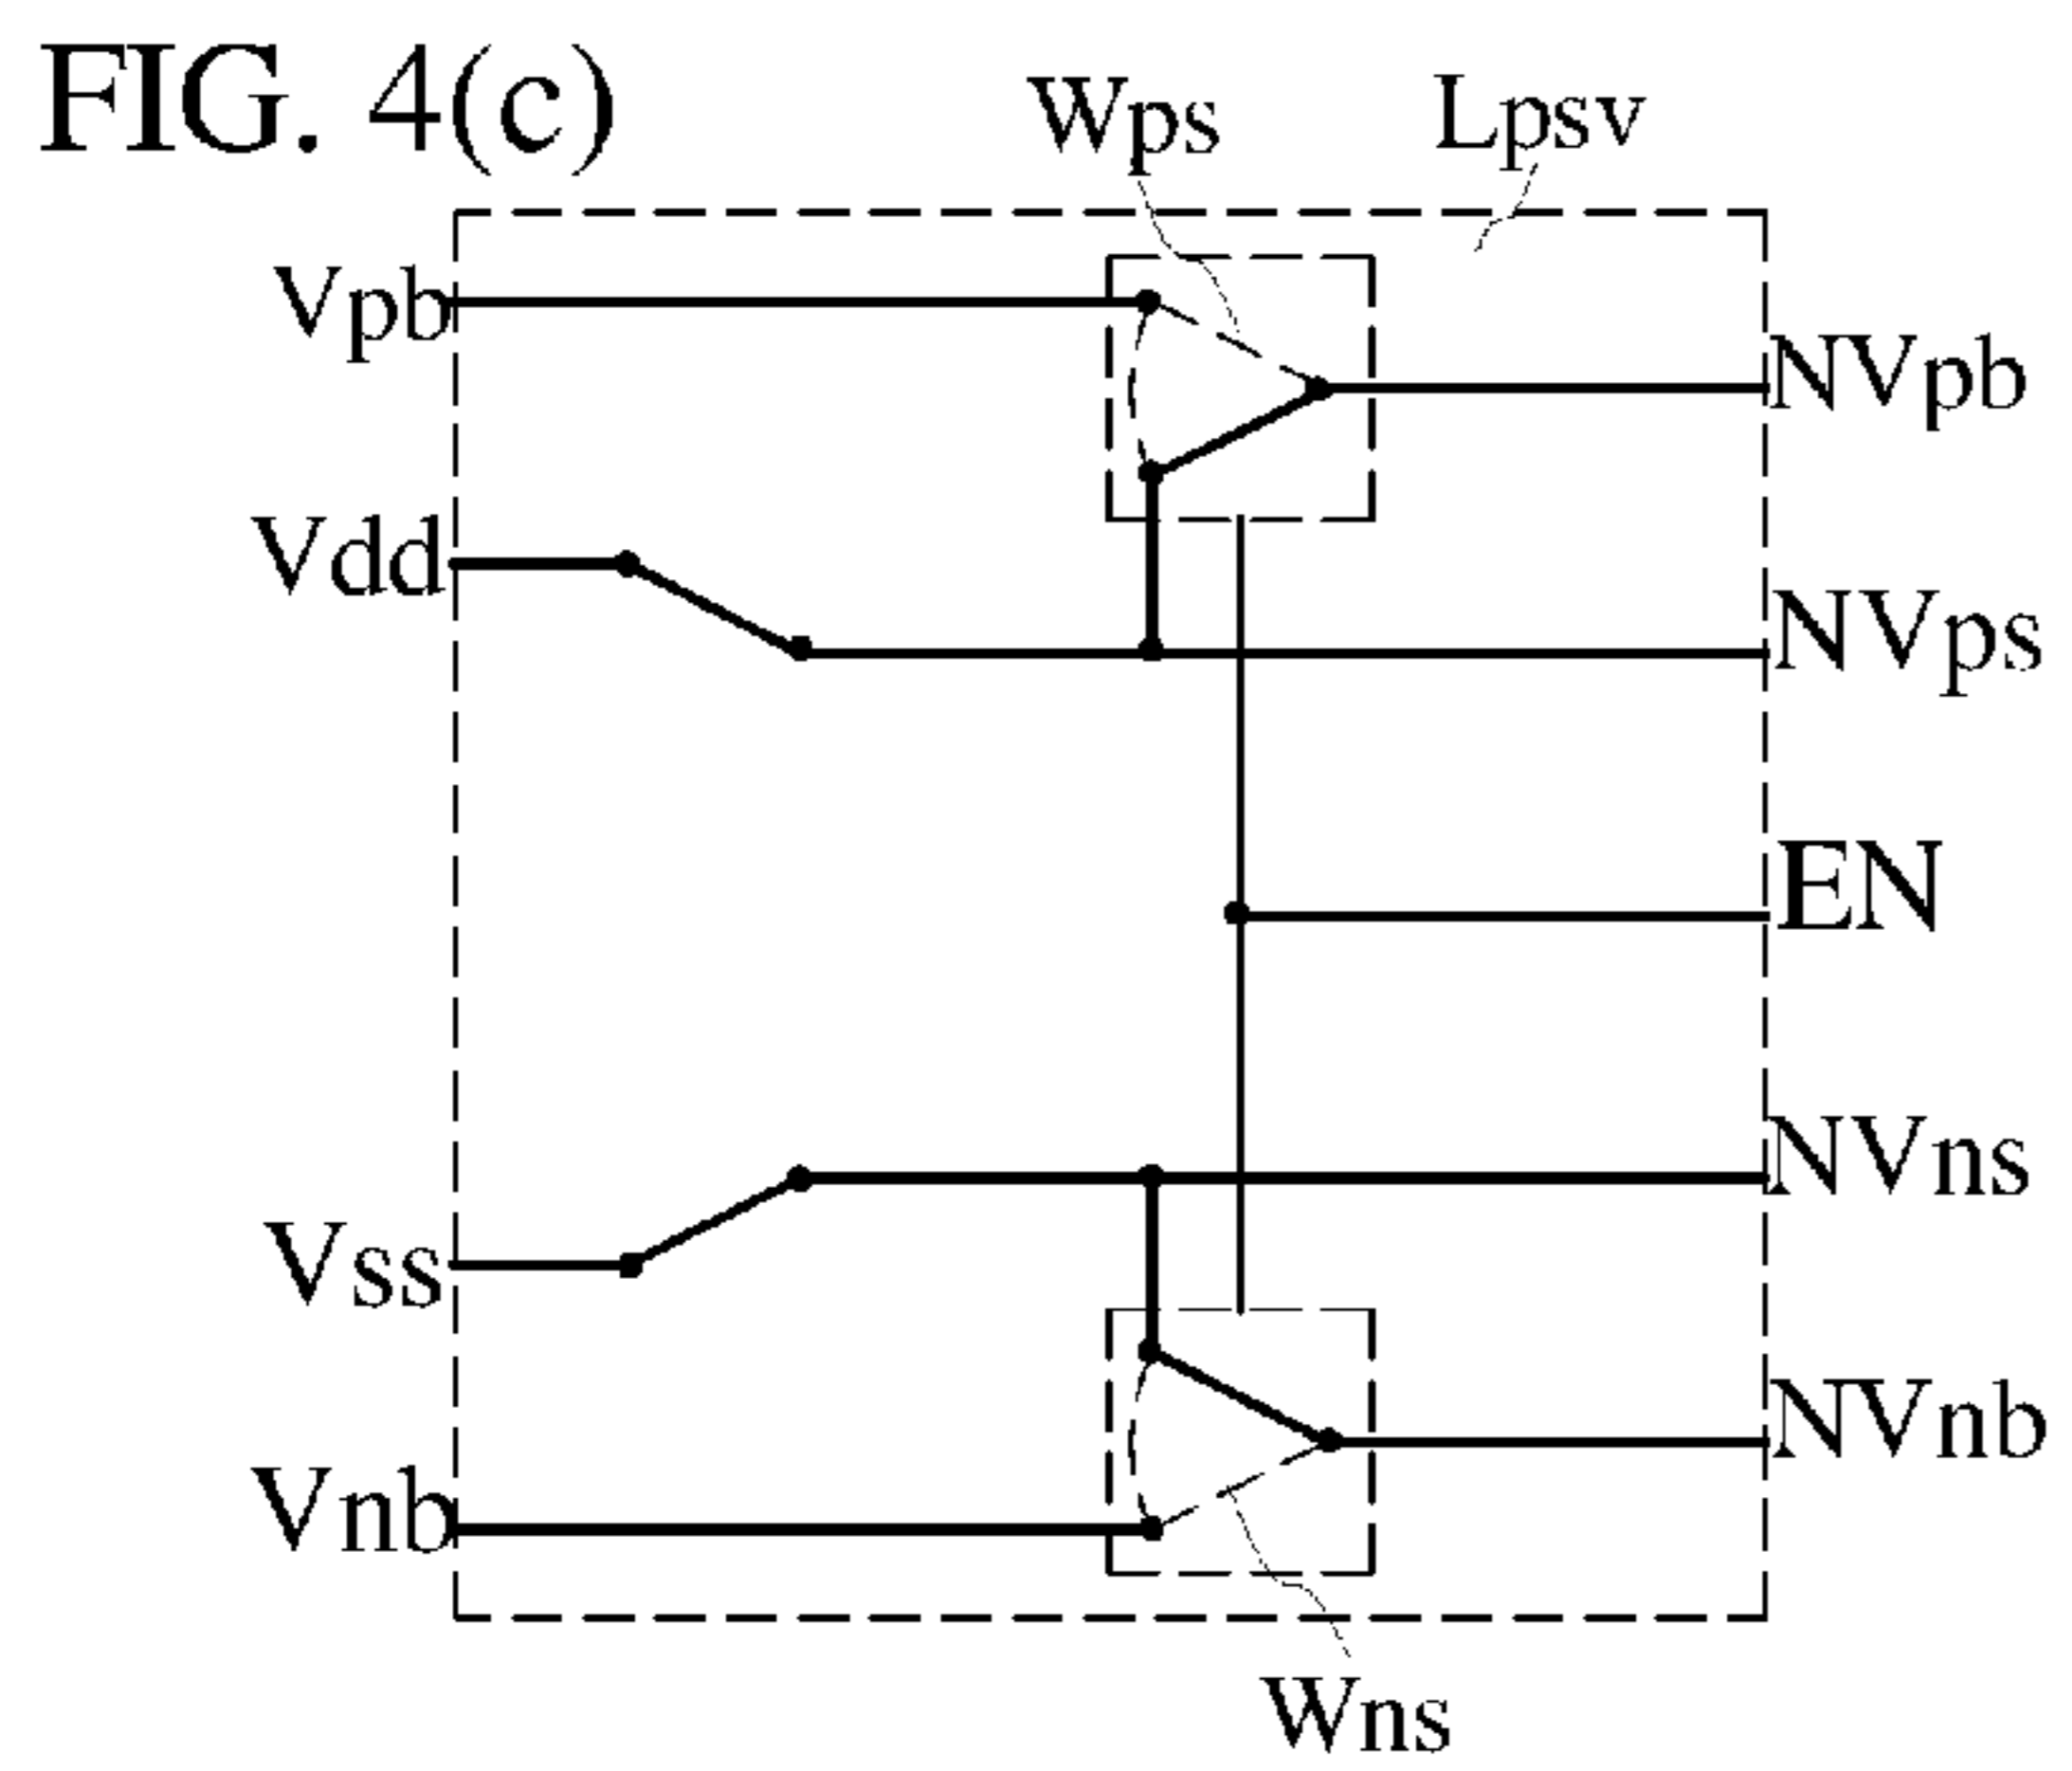 FIG. 4(c)
Wps
Lpsv
Vpb
NVpb
Vdd
NVps
EN
NVns
Vss
NVnb
Vnb
Wns